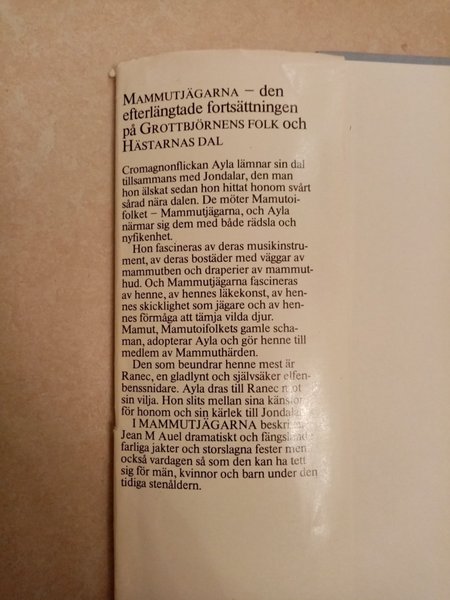 MAMMUTJÄGARNA – den
efterlängtade fortsättningen
på GROTTBJÖRNENS FOLK och
HÄSTARNAS DAL
Cromagnonflickan Ayla lämnar sin dal
tillsammans med Jondalar, den man
hon älskat sedan hon hittat honom svårt
sårad nära dalen. De möter Mamutoi-
folket – Mammutjägarna, och Ayla
närmar sig dem med både rädsla och
nyfikenhet.
Hon fascineras av deras musikinstru-
ment, av deras bostäder med väggar av
mammutben och draperier av mammut-
hud. Och Mammutjägarna fascineras
av henne, av hennes läkekonst, av hen-
nes skicklighet som jägare och av hen-
nes förmåga att tämja vilda djur.
Mamut, Mamutoifolkets gamle scha-
man, adopterar Ayla och gör henne till
medlem av Mammuthärden.
Den som beundrar henne mest är
Ranec, en gladlynt och självsäker elfen-
benssnidare. Ayla dras till Ranec mot
sin vilja. Hon slits mellan sina känslor
för honom och sin kärlek till Jondalar.
I MAMMUTJÄGARNA beskriver
Jean M Auel dramatiskt och fängslande
farliga jakter och storslagna fester men
också vardagen så som den kan ha tett
sig för män, kvinnor och barn under den
tidiga stenåldern.